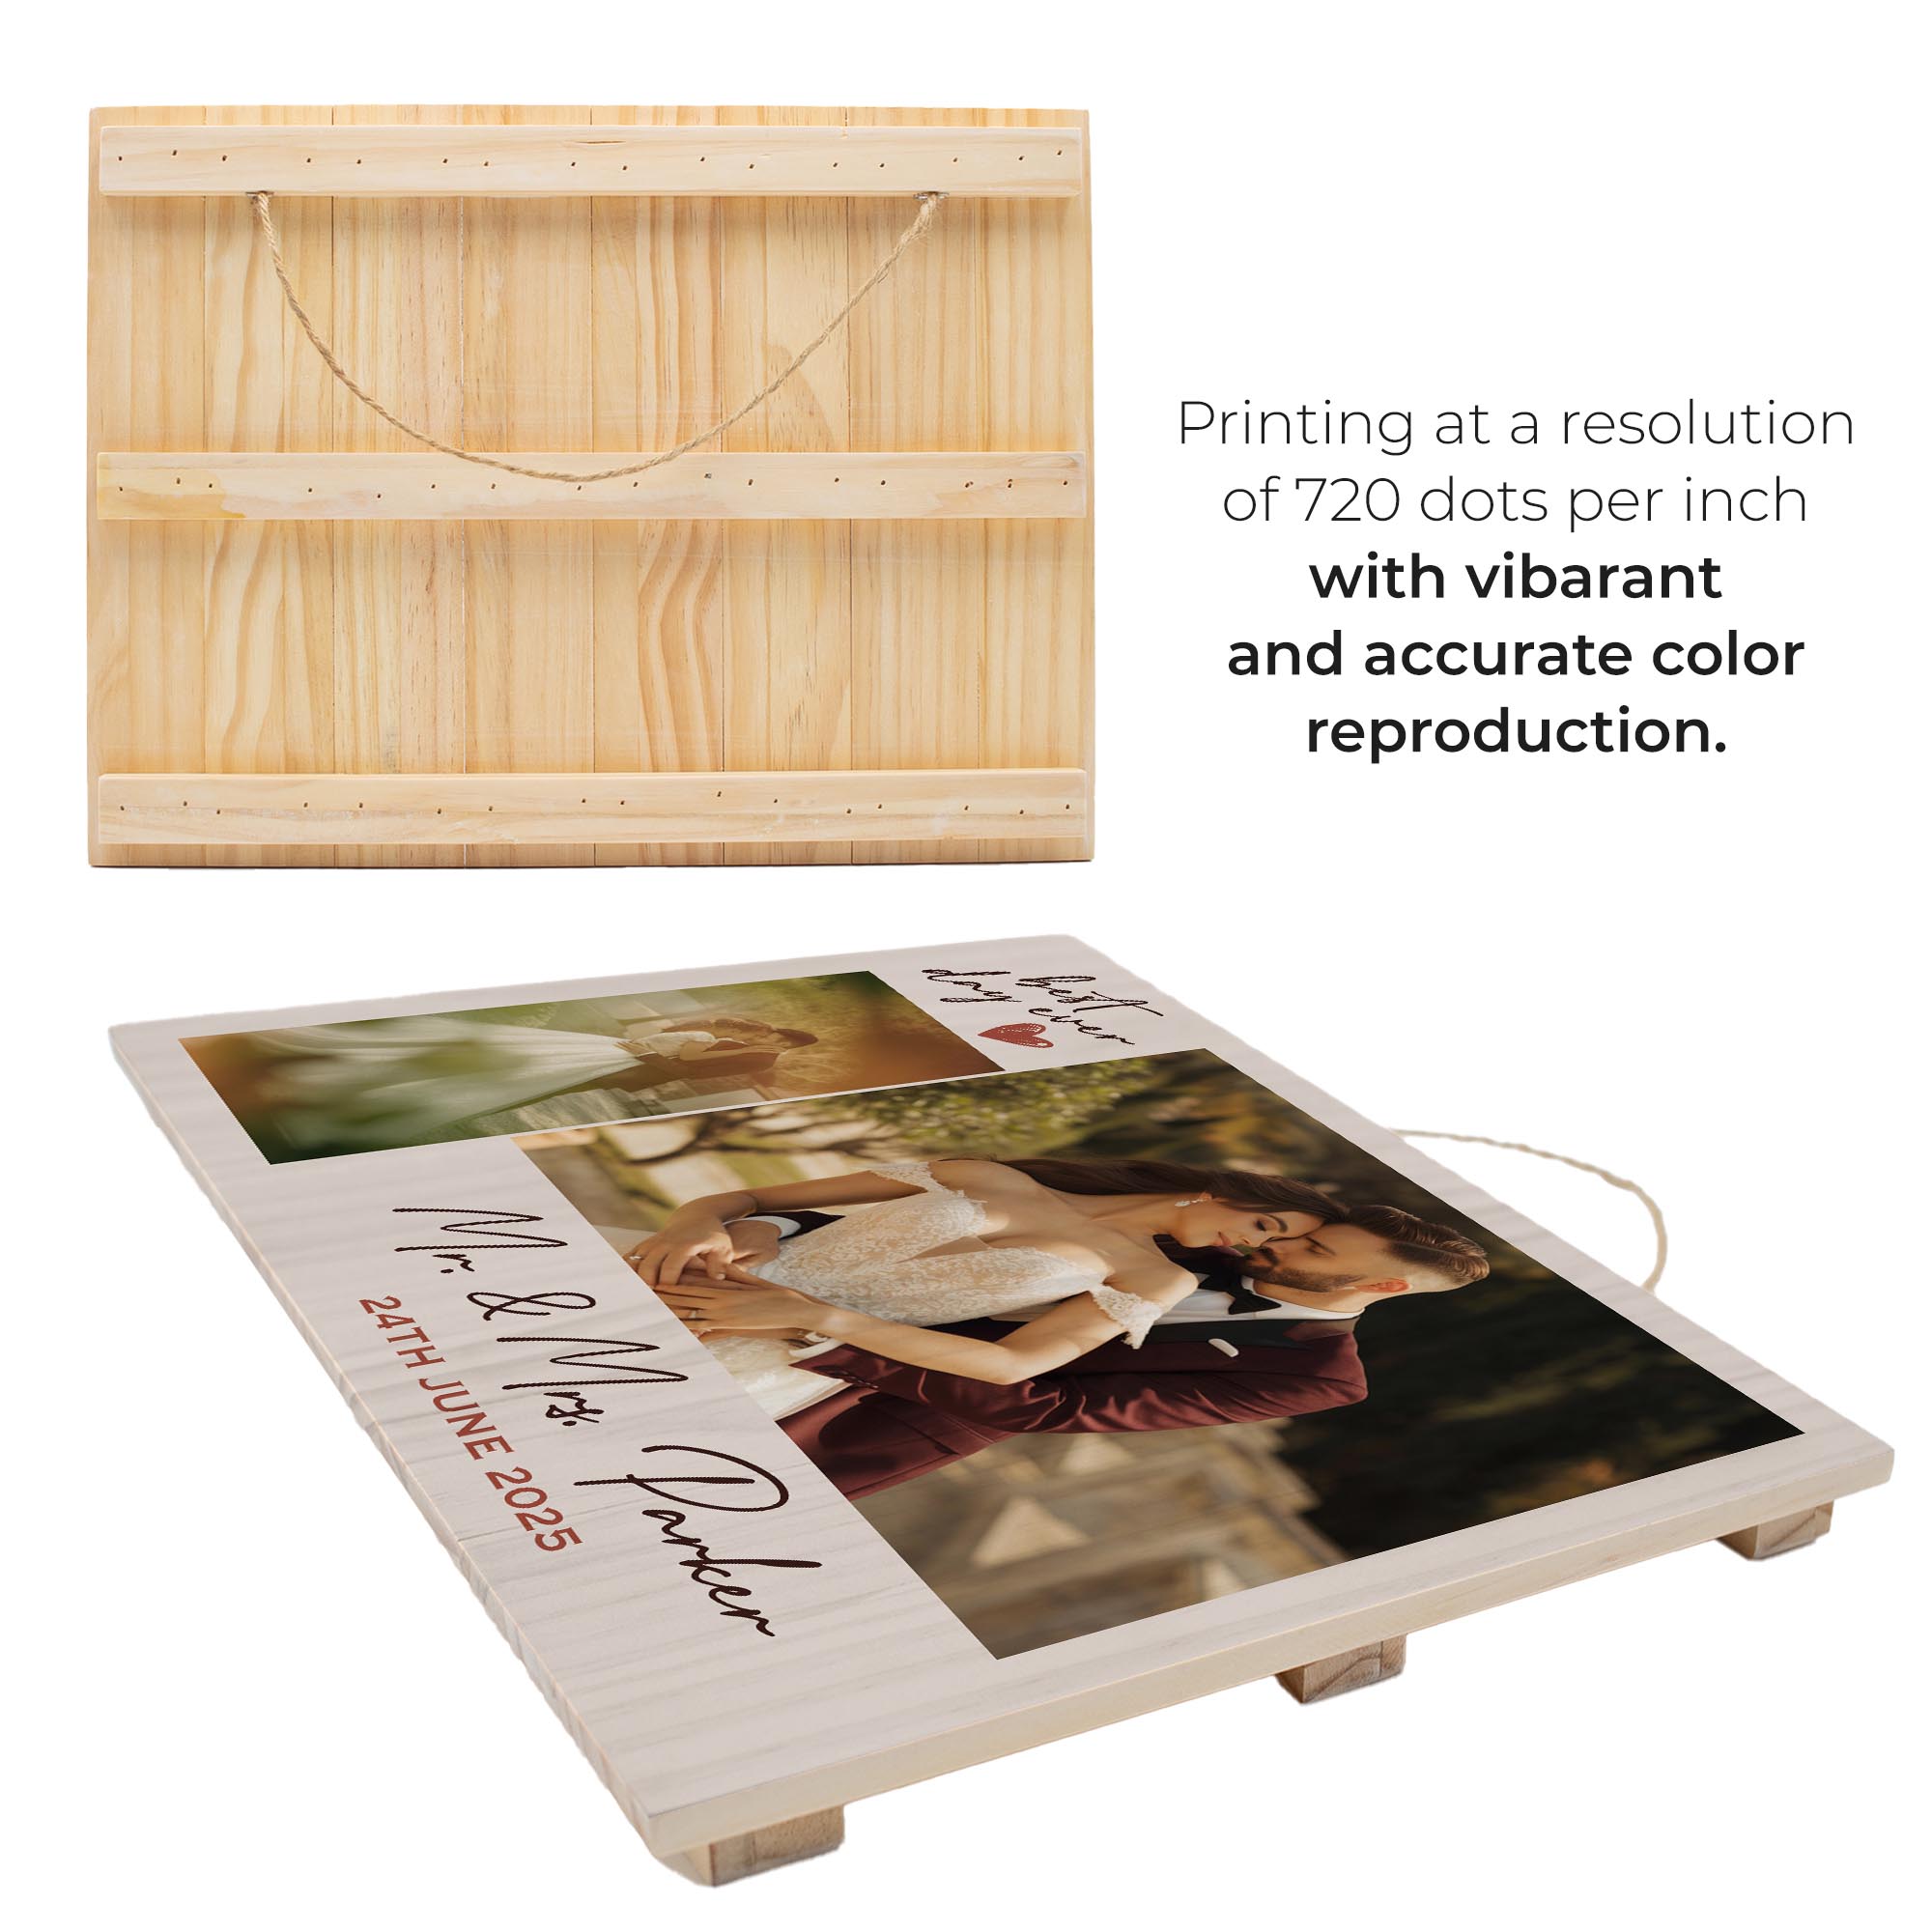 Printing at a resolution
of 720 dots per inch
with vibarant
and accurate color
reproduction.
best
day ever
Mr. & Mrs. Parker
24TH JUNE 2025